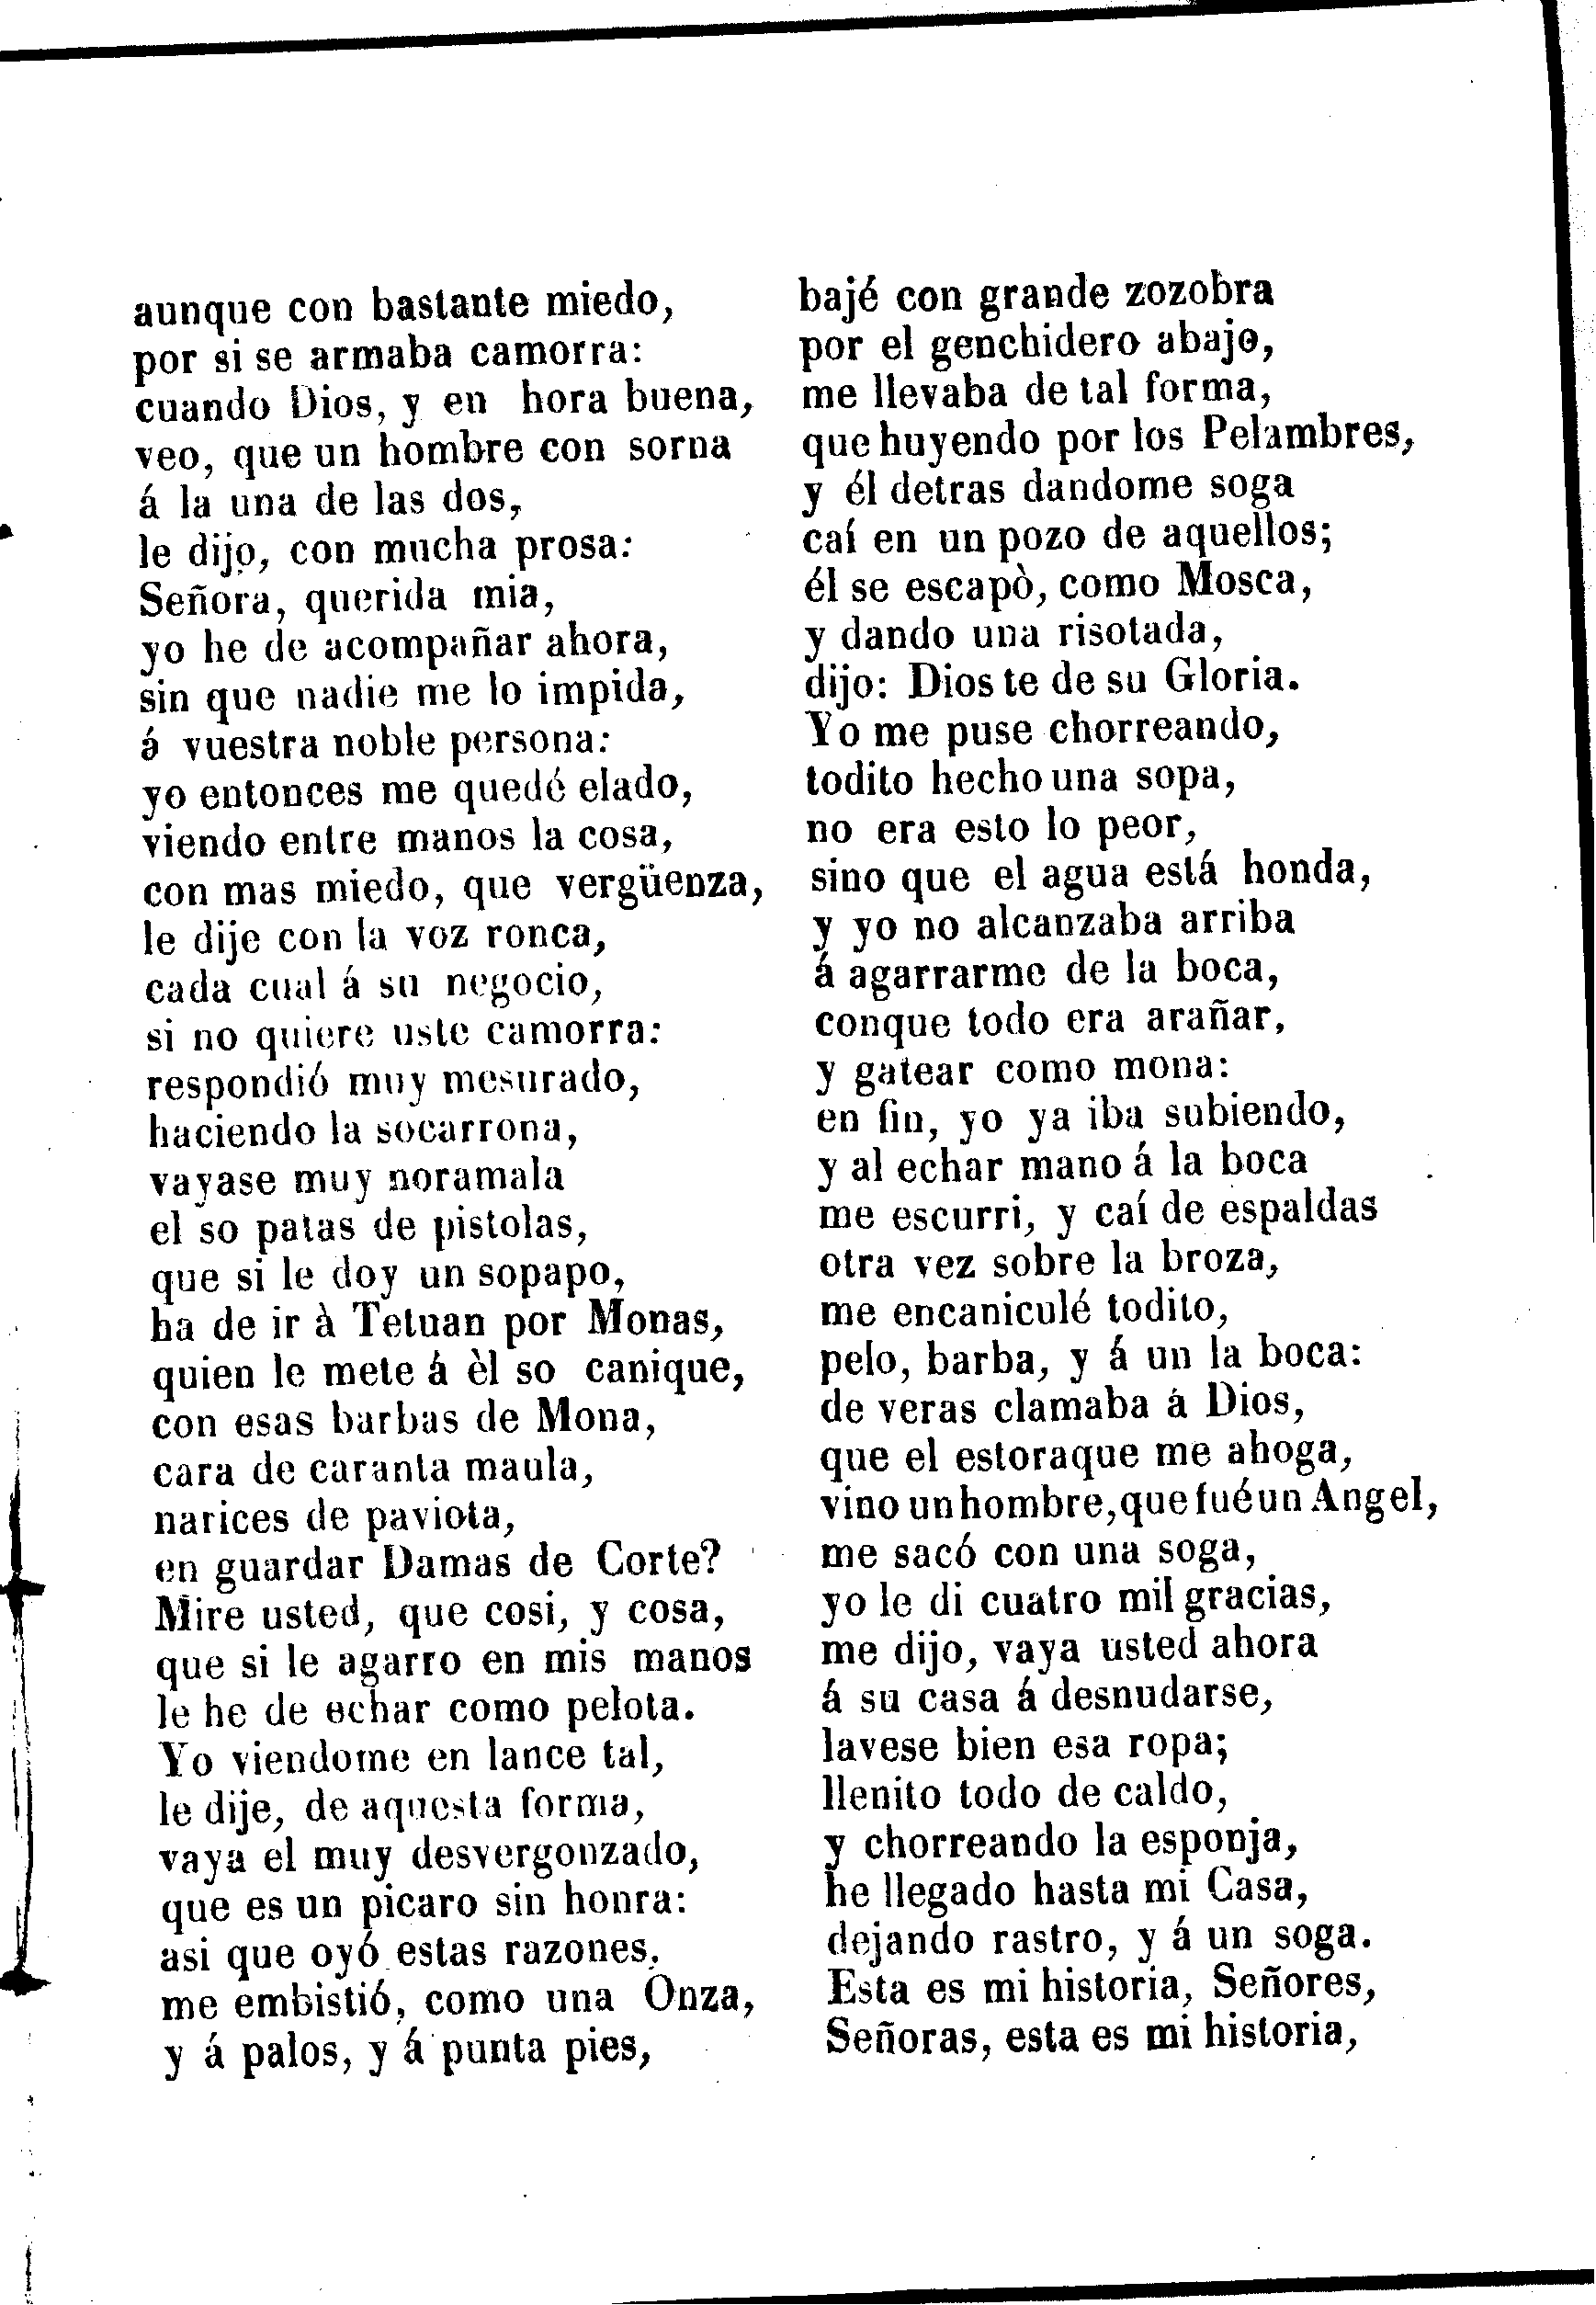 aunque con bastante miedo,
por si se armaba camorra:
cuando Dios, y en hora buena,
veo, que un hombre con sorna
á la una de las dos,
le dijo, con mucha prosa:
Señora, querida mia,
yo he de acompañar ahora,
sin que nadie me lo impida,
á vuestra noble persona:
yo entonces me quedé elado,
viendo entre manos la cosa,
con mas miedo, que vergüenza,
le dije con la voz ronca,
cada cual á su negocio,
si no quiere uste camorra:
respondió muy mesurado,
haciendo la socarrona,
vayase muy noramala
el so patas de pistolas,
que si le doy un sopapo,
ha de ir à Tetuan por Monas,
quien le mete á èl so canique,
con esas barbas de Mona,
cara de caranta maula,
narices de paviota,
en guardar Damas de Corte?
Mire usted, que cosi, y cosa,
que si le agarro en mis manos
le he de echar como pelota.
Yo viendome en lance tal,
le dije, de aquesta forma,
vaya el muy desvergonzado,
que es un picaro sin honra:
asi que oyó estas razones,
me embistió, como una Onza,
y á palos, y á punta pies,
bajé con grande zozobra
por el genchidero abajo,
me llevaba de tal forma,
que huyendo por los Pelambres,
y él detras dandome soga
caí en un pozo de aquellos;
él se escapò, como Mosca,
y dando una risotada,
dijo: Dios te de su Gloria.
Yo me puse chorreando,
todito hecho una sopa,
no era esto lo peor,
sino que el agua está honda,
y yo no alcanzaba arriba
á agarrarme de la boca,
conque todo era arañar,
y gatear como mona:
en fin, yo ya iba subiendo,
y al echar mano á la boca
me escurri, y caí de espaldas
otra vez sobre la broza,
me encaniculé todito,
pelo, barba, y á un la boca:
de veras clamaba á Dios,
que el estoraque me ahoga,
vino un hombre, que fué un Angel,
me sacó con una soga,
yo le di cuatro mil gracias,
me dijo, vaya usted ahora
á su casa á desnudarse,
lavese bien esa ropa;
llenito todo de caldo,
y chorreando la esponja,
he llegado hasta mi Casa,
dejando rastro, y á un soga.
Esta es mi historia, Señores,
Señoras, esta es mi historia,